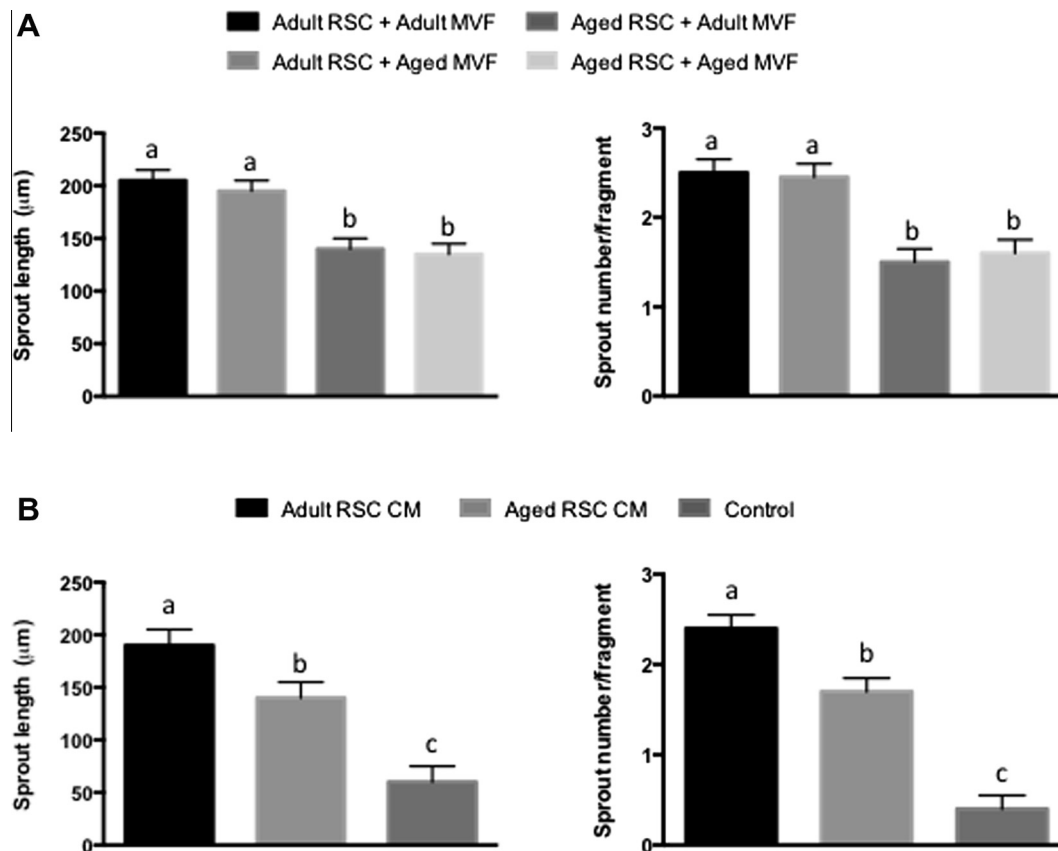 A
Adult RSC + Adult MVF
Aged RSC + Adult MVF
Adult RSC + Aged MVF
Aged RSC + Aged MVF
Sprout length (μm)
250
200
150
100
50
0
a
a
b
b
Sprout number/fragment
3
2
1
0
a
a
b
b
B
Adult RSC CM
Aged RSC CM
Control
Sprout length (μm)
250
200
150
100
50
0
a
b
c
Sprout number/fragment
3
2
1
0
a
b
c